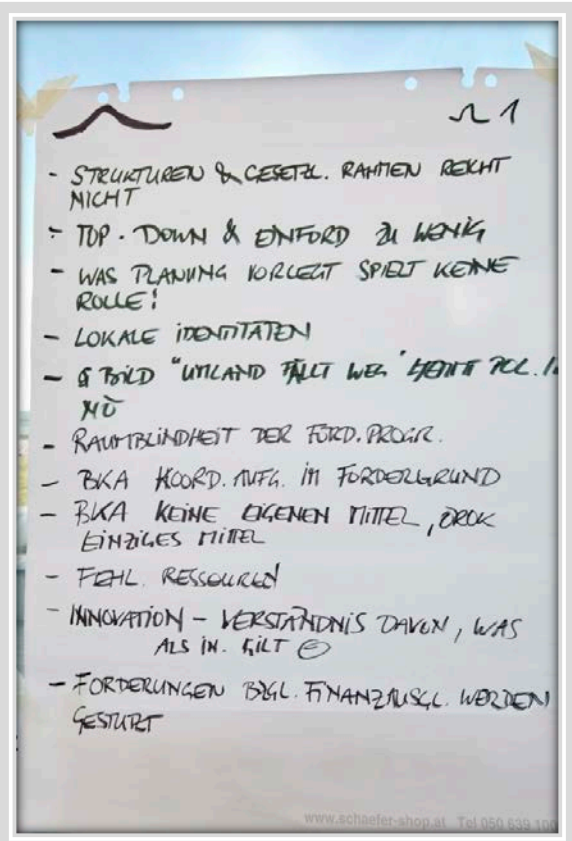 1
- STRUKTUREN & GESETZL. RAHMEN REICHT
NICHT
- TOP-DOWN & EINFORD ZU WENIG
- WAS PLANUNG VORLEGT SPIELT KEINE
ROLLE!
- LOKALE IDENTITÄTEN
- BILD "UMLAND FÄLLT WEG" POL. IN
NÖ
- RAUMBLINDHEIT DER FÖRD.PROGR.
- BKA KOORD. AUFG. IM FORDERGRUND
- BKA KEINE EIGENEN MITTEL, ÖROK
EINZIGES MITTEL
- FEHL. RESSOURCEN
- INNOVATION - VERSTÄNDNIS DAVON, WAS
ALS IN. GILT
- FORDERUNGEN BZGL. FINANZAUSGL. WERDEN
www.schaefer-shop.at Tel 050 639 100